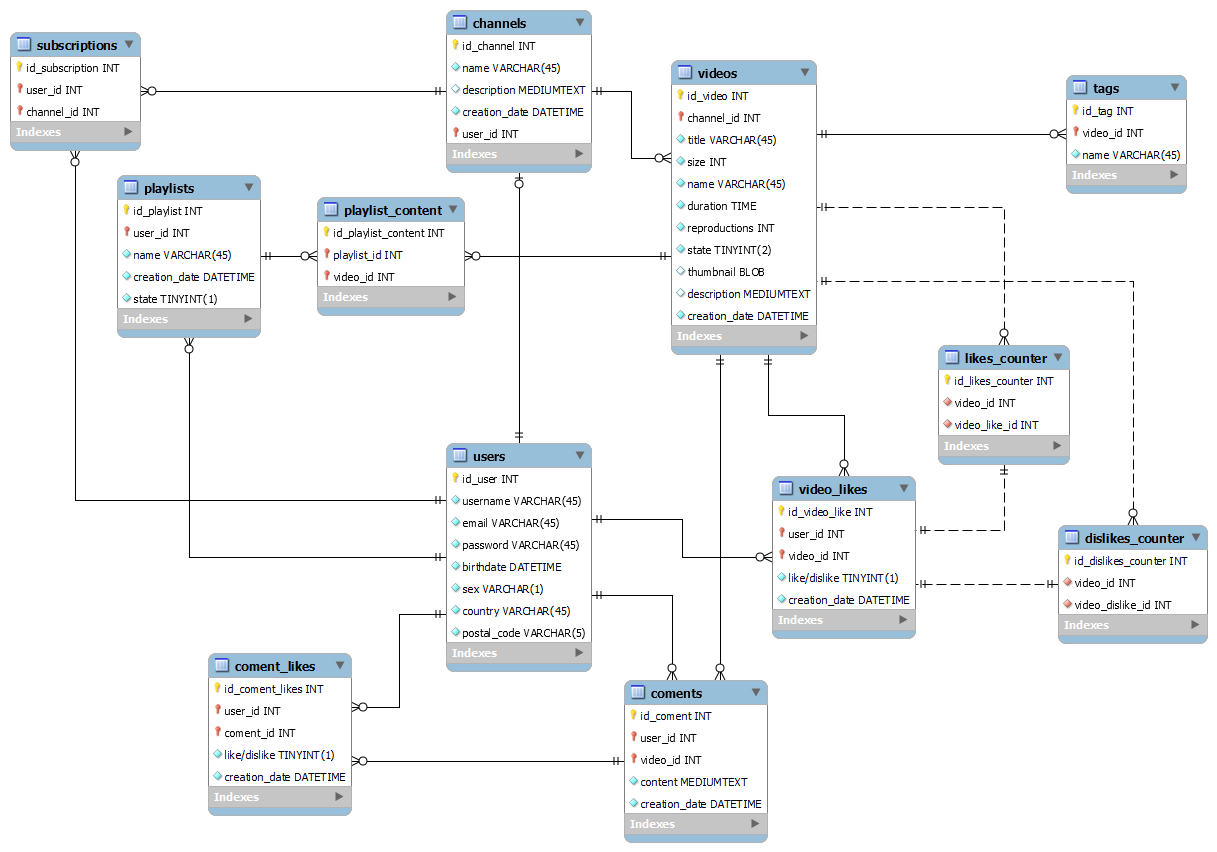 channels
id_channel INT
name VARCHAR(45)
description MEDIUMTEXT
creation_date DATETIME
user_id INT
Indexes
subscriptions
id_subscription INT
user_id INT
channel_id INT
Indexes
videos
id_video INT
channel_id INT
title VARCHAR(45)
size INT
name VARCHAR(45)
duration TIME
reproductions INT
state TINYINT(2)
thumbnail BLOB
description MEDIUMTEXT
creation_date DATETIME
Indexes
tags
id_tag INT
video_id INT
name VARCHAR(45)
Indexes
playlists
id_playlist INT
user_id INT
name VARCHAR(45)
creation_date DATETIME
state TINYINT(1)
Indexes
playlist_content
id_playlist_content INT
playlist_id INT
video_id INT
Indexes
likes_counter
id_likes_counter INT
video_id INT
video_like_id INT
Indexes
users
id_user INT
username VARCHAR(45)
email VARCHAR(45)
password VARCHAR(45)
birthdate DATETIME
sex VARCHAR(1)
country VARCHAR(45)
postal_code VARCHAR(5)
Indexes
video_likes
id_video_like INT
user_id INT
video_id INT
like/dislike TINYINT(1)
creation_date DATETIME
Indexes
dislikes_counter
id_dislikes_counter INT
video_id INT
video_dislike_id INT
Indexes
coment_likes
id_coment_likes INT
user_id INT
coment_id INT
like/dislike TINYINT(1)
creation_date DATETIME
Indexes
coments
id_coment INT
user_id INT
video_id INT
content MEDIUMTEXT
creation_date DATETIME
Indexes